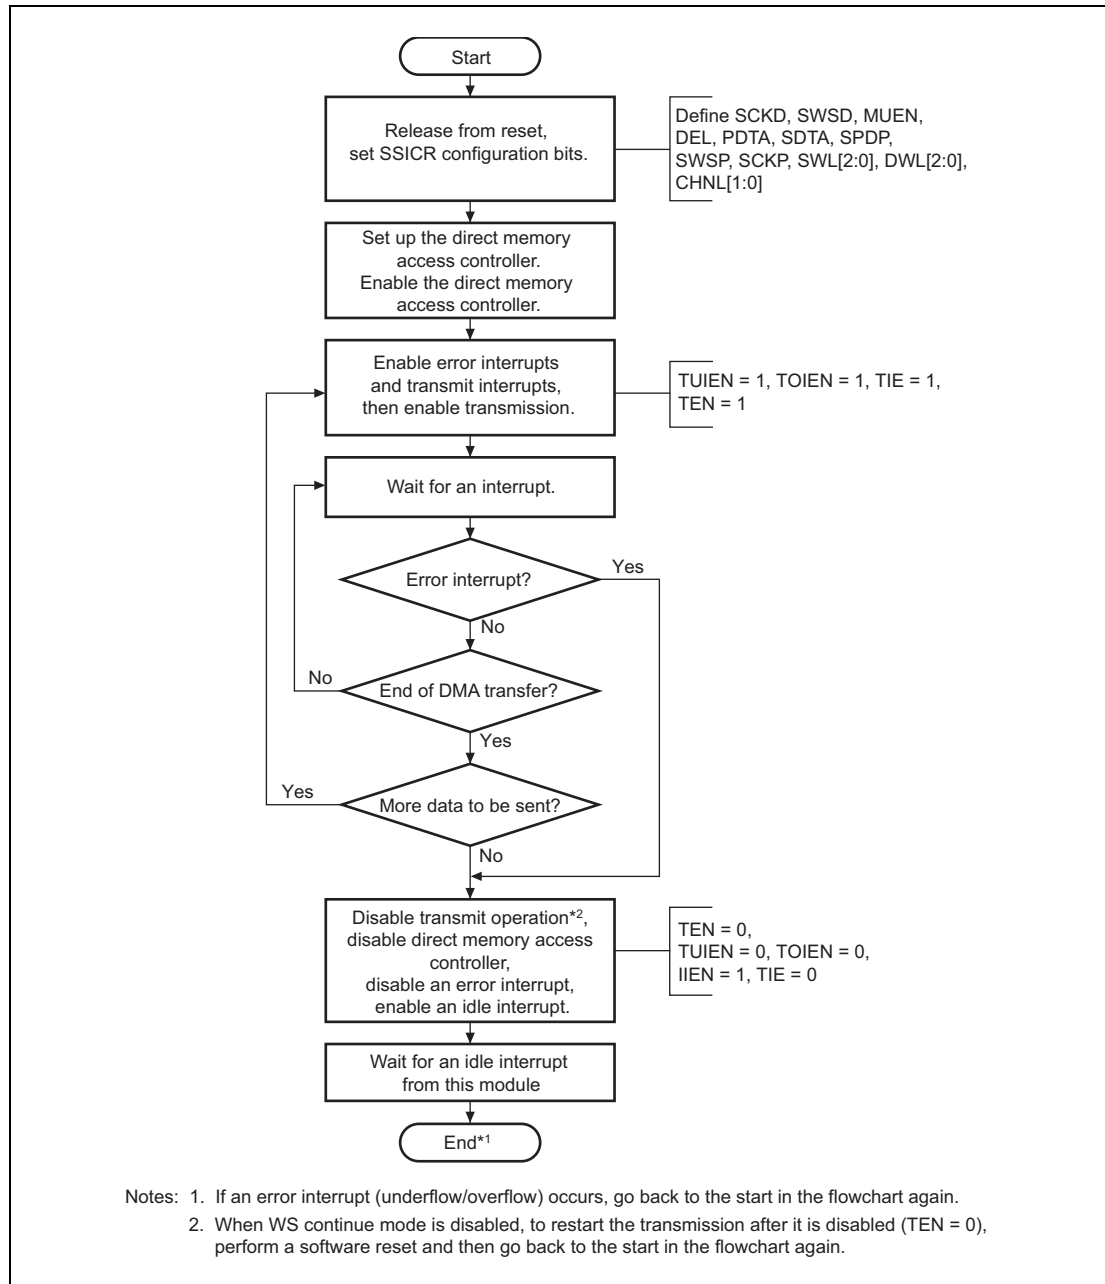 Start
Release from reset,
set SSICR configuration bits.
Define SCKD, SWSD, MUEN,
DEL, PDTA, SDTA, SPDP,
SWSP, SCKP, SWL[2:0], DWL[2:0],
CHNL[1:0]
Set up the direct memory
access controller.
Enable the direct memory
access controller.
Enable error interrupts
and transmit interrupts,
then enable transmission.
TUIEN = 1, TOIEN = 1, TIE = 1,
TEN = 1
Wait for an interrupt.
Error interrupt?
Yes
No
End of DMA transfer?
No
Yes
More data to be sent?
Yes
No
Disable transmit operation*2,
disable direct memory access
controller,
disable an error interrupt,
enable an idle interrupt.
TEN = 0,
TUIEN = 0, TOIEN = 0,
IIEN = 1, TIE = 0
Wait for an idle interrupt
from this module
End*1
Notes: 1. If an error interrupt (underflow/overflow) occurs, go back to the start in the flowchart again.
2. When WS continue mode is disabled, to restart the transmission after it is disabled (TEN = 0),
perform a software reset and then go back to the start in the flowchart again.